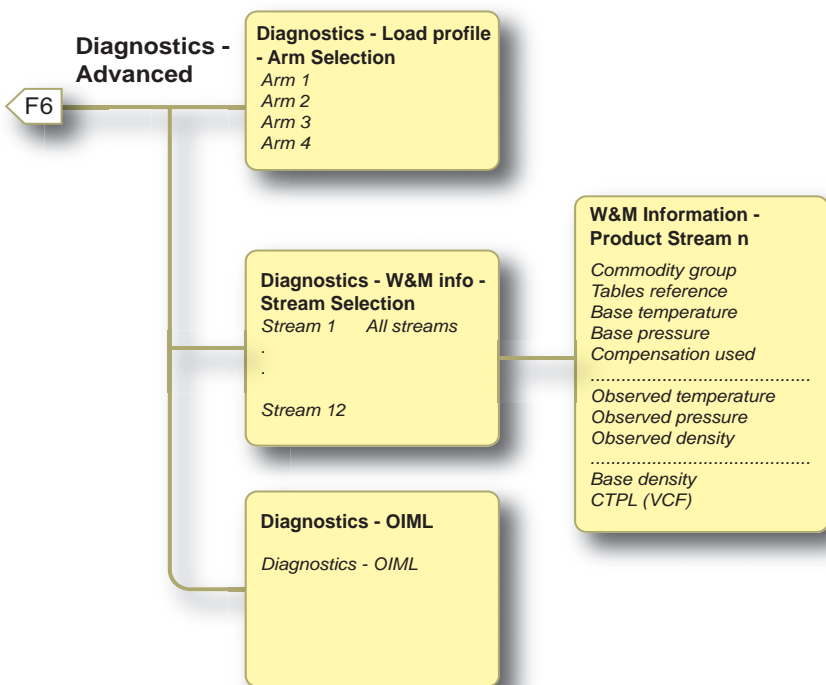 Diagnostics -
Advanced
F6
Diagnostics - Load profile
- Arm Selection
Arm 1
Arm 2
Arm 3
Arm 4
Diagnostics - W&M info -
Stream Selection
Stream 1 All streams
.
.
Stream 12
W&M Information -
Product Stream n
Commodity group
Tables reference
Base temperature
Base pressure
Compensation used
..........................................
Observed temperature
Observed pressure
Observed density
..........................................
Base density
CTPL (VCF)
Diagnostics - OIML
Diagnostics - OIML